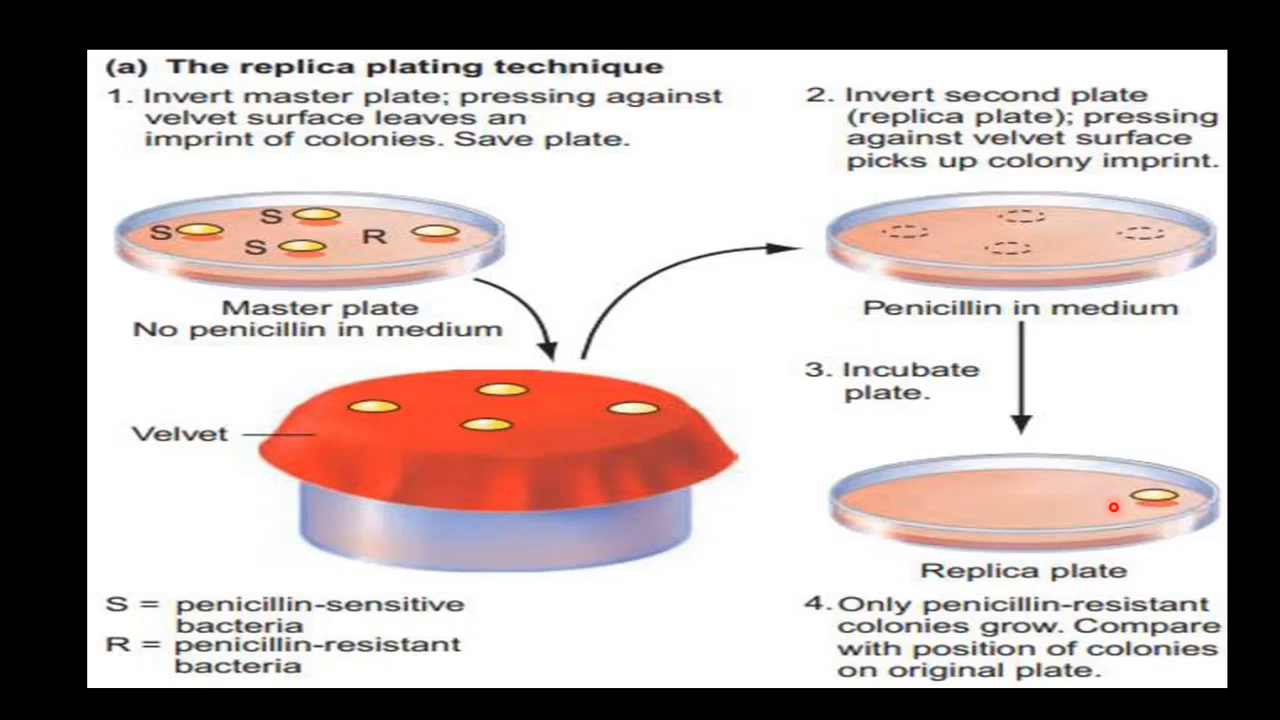 (a) The replica plating technique
1. Invert master plate; pressing against
velvet surface leaves an
imprint of colonies. Save plate.
2. Invert second plate
(replica plate); pressing
against velvet surface
picks up colony imprint.
S
S
S
R
Master plate
No penicillin in medium
Penicillin in medium
3. Incubate
plate.
Velvet
Replica plate
S = penicillin-sensitive
bacteria
R = penicillin-resistant
bacteria
4. Only penicillin-resistant
colonies grow. Compare
with position of colonies
on original plate.